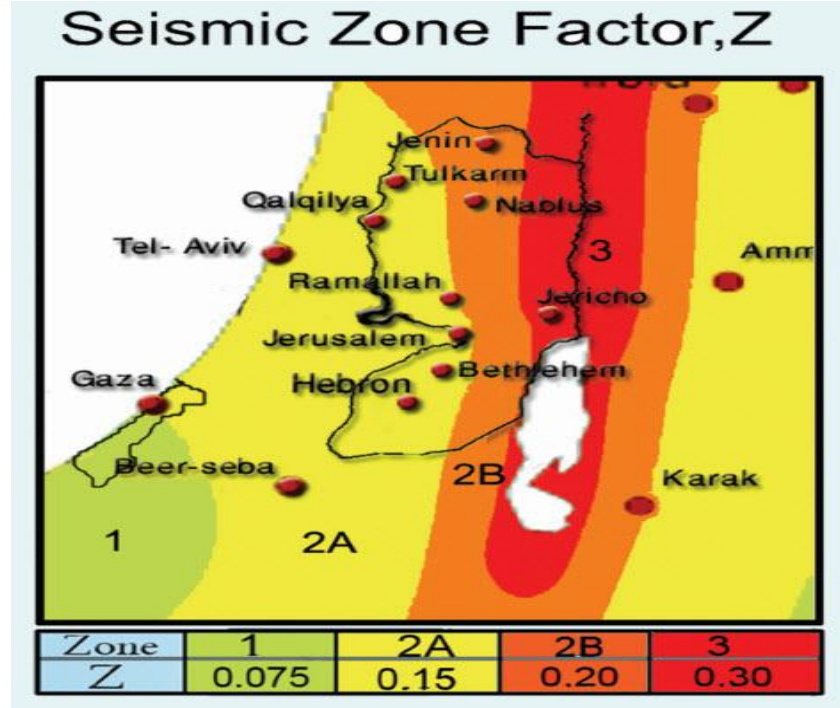 Seismic Zone Factor,Z
Jenin
Tulkarm
Qalqilya
Nablus
Tel- Aviv
3
Amm
Ramallah
Jericho
Jerusalem
Gaza
Bethlehem
Hebron
Beer-seba
2B
Karak
1
2A
Zone 1 2A 2B 3
Z 0.075 0.15 0.20 0.30